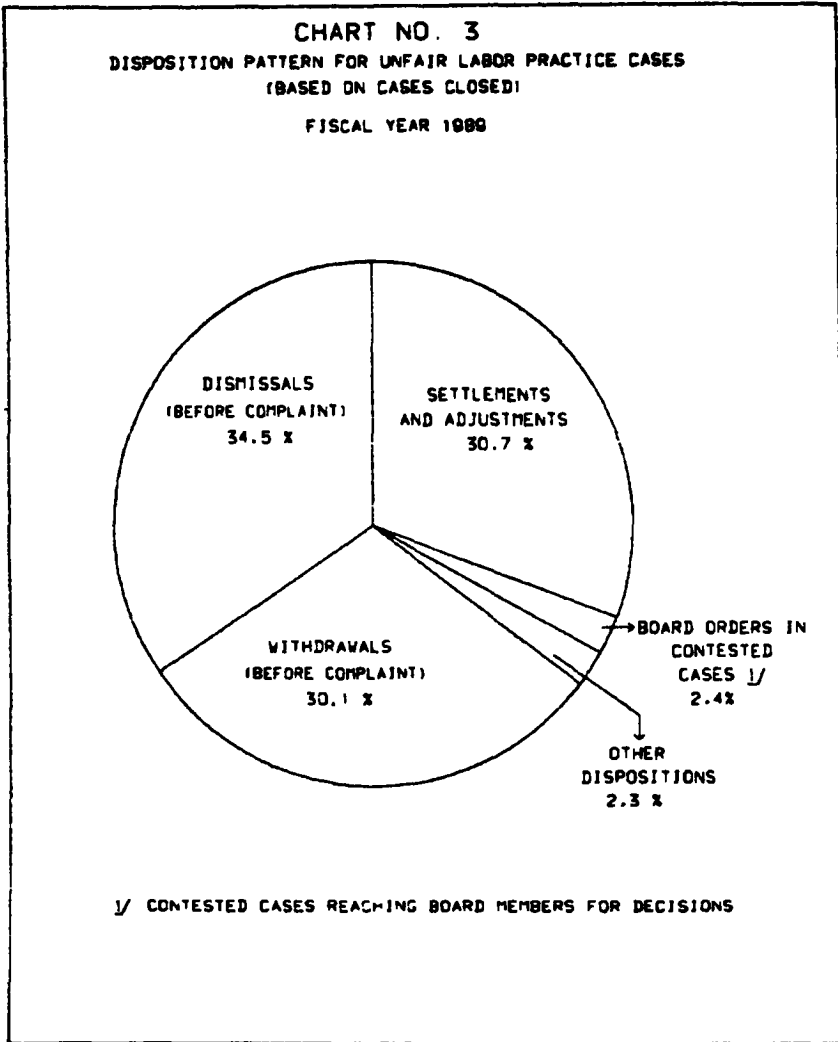 CHART NO. 3
DISPOSITION PATTERN FOR UNFAIR LABOR PRACTICE CASES
(BASED ON CASES CLOSED)
FISCAL YEAR 1989
DISMISSALS
(BEFORE COMPLAINT)
34.5 %
SETTLEMENTS
AND ADJUSTMENTS
30.7 %
WITHDRAWALS
(BEFORE COMPLAINT)
30.1 %
BOARD ORDERS IN
CONTESTED
CASES 1/
2.4%
OTHER
DISPOSITIONS
2.3 %
1/ CONTESTED CASES REACHING BOARD MEMBERS FOR DECISIONS